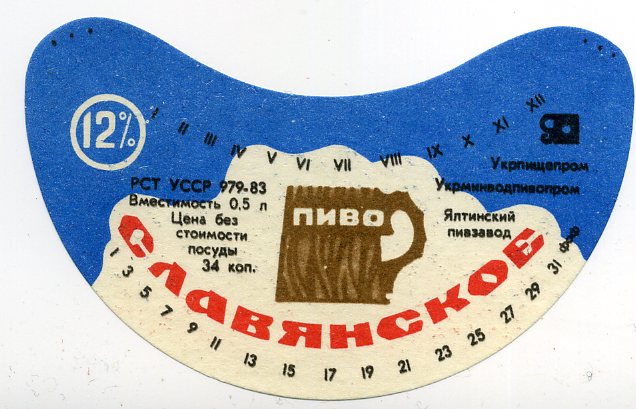 12%
I II III IV V VI VII VIII IX X XI XII
РСТ УССР 979-83
Вместимость 0,5 л
Цена без
стоимости
посуды
34 коп.
ПИВО
Укрпищепром
Укрминводпивопром
Ялтинский
пивзавод
СЛАВЯНСКОЕ
1 3 5 7 9 11 13 15 17 19 21 23 25 27 29 31